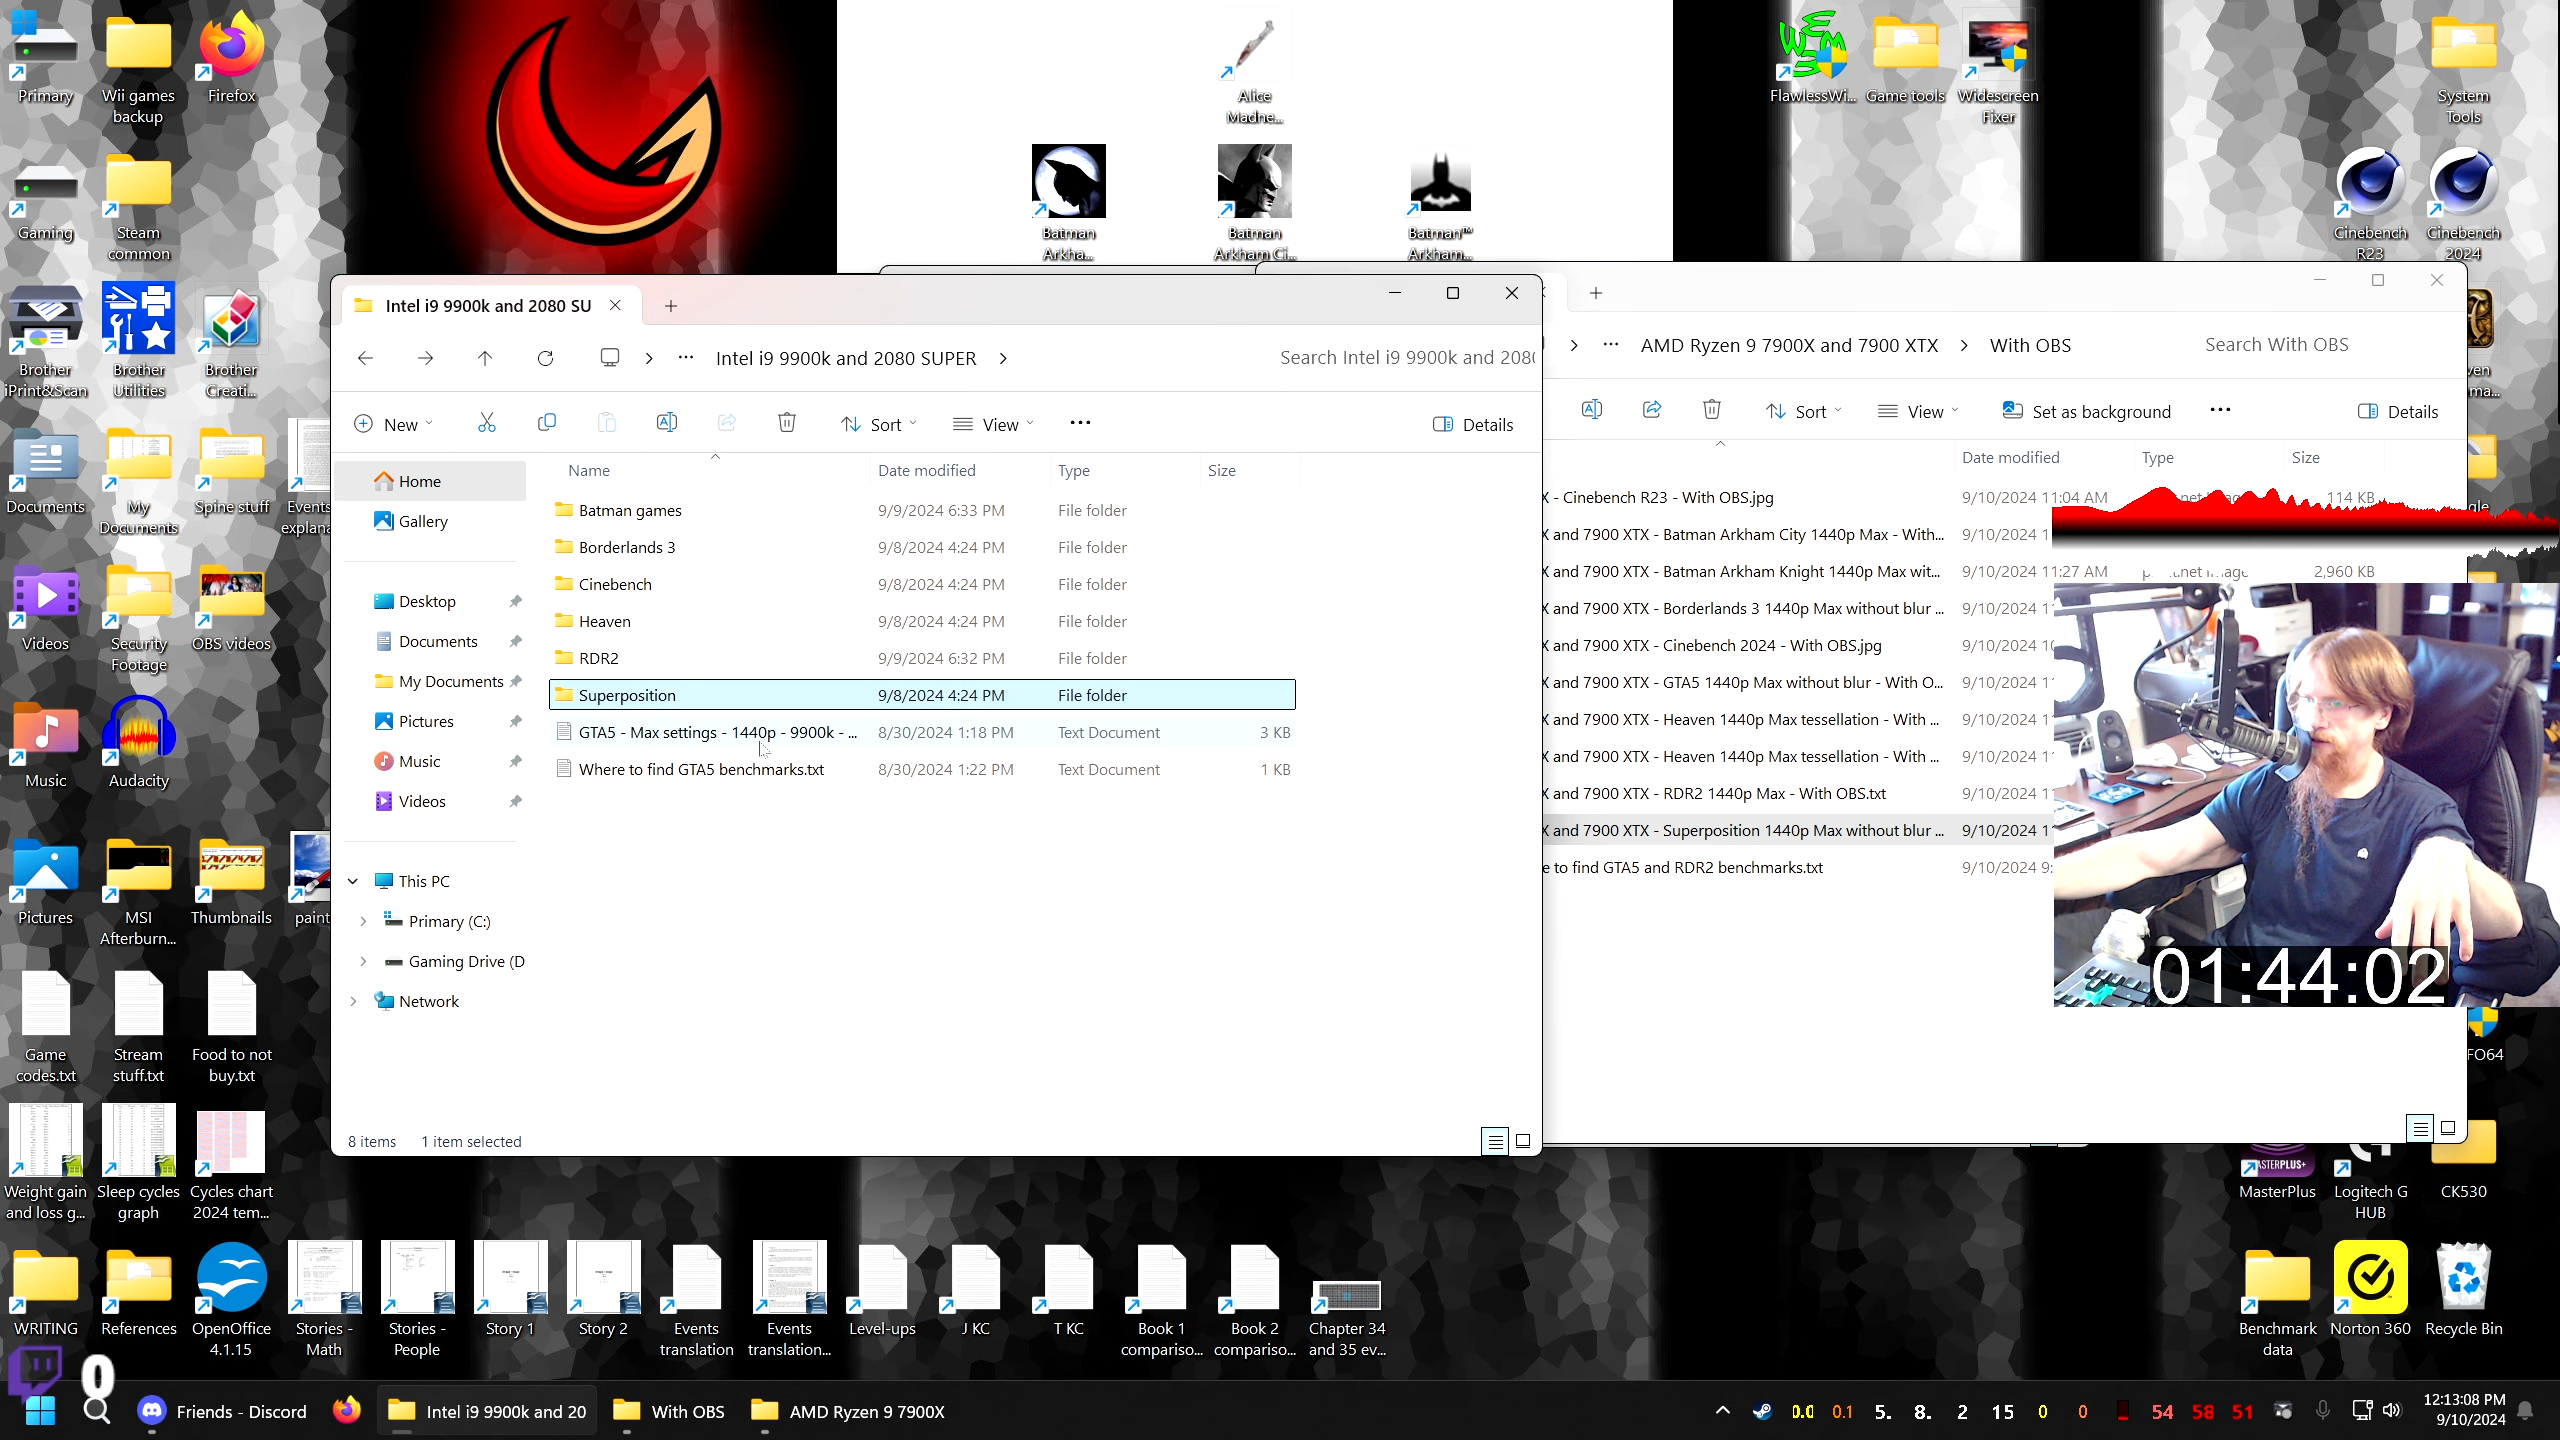 Primary
Wii games
backup
Firefox
Gaming
Steam
common
Brother
iPrint&Scan
Brother
Utilities
Brother
Creati...
Documents
My
Documents
Spine stuff
Events
explana
Videos
Security
Footage
OBS videos
Music
Audacity
Pictures
MSI
Afterburn...
Thumbnails
paint
Game
codes.txt
Stream
stuff.txt
Food to not
buy.txt
Weight gain
and loss g...
Sleep cycles
graph
Cycles chart
2024 tem...
WRITING
References
OpenOffice
4.1.15
Stories -
Math
Stories -
People
Story 1
Story 2
Events
translation
Events
translation...
Level-ups
J KC
T KC
Book 1
compariso...
Book 2
compariso...
Chapter 34
and 35 ev...
Alice
Madne...
Batman
Arkha...
Batman
Arkham Ci...
Batman™
Arkham...
FlawlessWi...
Game tools
Widescreen
Fixer
System
Tools
Cinebench
R23
Cinebench
2024
Intel i9 9900k and 2080 SU
Intel i9 9900k and 2080 SUPER
Search Intel i9 9900k and 2080
New
Sort
View
Details
Home
Gallery
Desktop
Documents
My Documents
Pictures
Music
Videos
This PC
Primary (C:)
Gaming Drive (D
Network
Name Date modified Type Size
Batman games 9/9/2024 6:33 PM File folder
Borderlands 3 9/8/2024 4:24 PM File folder
Cinebench 9/8/2024 4:24 PM File folder
Heaven 9/8/2024 4:24 PM File folder
RDR2 9/9/2024 6:32 PM File folder
Superposition 9/8/2024 4:24 PM File folder
GTA5 - Max settings - 1440p - 9900k - ... 8/30/2024 1:18 PM Text Document 3 KB
Where to find GTA5 benchmarks.txt 8/30/2024 1:22 PM Text Document 1 KB
8 items 1 item selected
AMD Ryzen 9 7900X and 7900 XTX With OBS
Search With OBS
Sort
View
Set as background
Details
Date modified Type Size
X - Cinebench R23 - With OBS.jpg 9/10/2024 11:04 AM 114 KB
X and 7900 XTX - Batman Arkham City 1440p Max - With... 9/10/2024 1
X and 7900 XTX - Batman Arkham Knight 1440p Max wit... 9/10/2024 11:27 AM 2,960 KB
X and 7900 XTX - Borderlands 3 1440p Max without blur ... 9/10/2024 1
X and 7900 XTX - Cinebench 2024 - With OBS.jpg 9/10/2024 10
X and 7900 XTX - GTA5 1440p Max without blur - With O... 9/10/2024 1
X and 7900 XTX - Heaven 1440p Max tessellation - With ... 9/10/2024 1
X and 7900 XTX - Heaven 1440p Max tessellation - With ... 9/10/2024 1
X and 7900 XTX - RDR2 1440p Max - With OBS.txt 9/10/2024 1
X and 7900 XTX - Superposition 1440p Max without blur ... 9/10/2024 1
e to find GTA5 and RDR2 benchmarks.txt 9/10/2024 9:
01:44:02
FO64
MASTERPLUS+
MasterPlus
Logitech G
HUB
CK530
Benchmark
data
Norton 360
Recycle Bin
0
Friends - Discord
Intel i9 9900k and 20
With OBS
AMD Ryzen 9 7900X
0.0 0.1 5. 8. 2 15 0 0 54 58 51
12:13:08 PM
9/10/2024